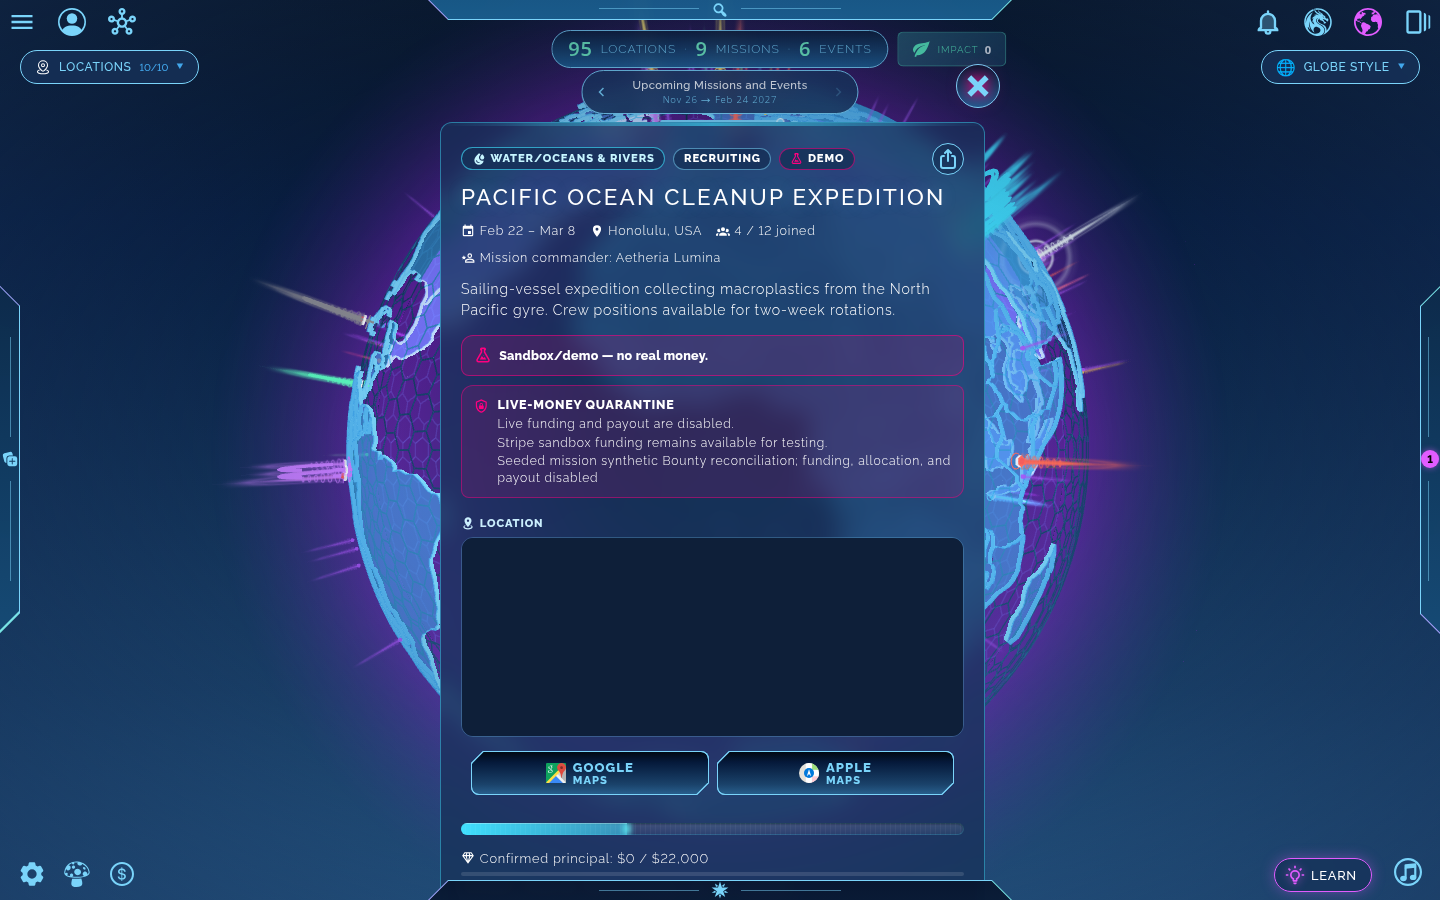 95 LOCATIONS · 9 MISSIONS · 6 EVENTS
IMPACT 0
LOCATIONS 10/10
GLOBE STYLE
Upcoming Missions and Events
Nov 26 → Feb 24 2027
WATER/OCEANS & RIVERS
RECRUITING
DEMO
PACIFIC OCEAN CLEANUP EXPEDITION
Feb 22 – Mar 8
Honolulu, USA
4 / 12 joined
Mission commander: Aetheria Lumina
Sailing-vessel expedition collecting macroplastics from the North
Pacific gyre. Crew positions available for two-week rotations.
Sandbox/demo — no real money.
LIVE-MONEY QUARANTINE
Live funding and payout are disabled.
Stripe sandbox funding remains available for testing.
Seeded mission synthetic Bounty reconciliation; funding, allocation, and
payout disabled
1
LOCATION
GOOGLE
MAPS
APPLE
MAPS
Confirmed principal: $0 / $22,000
LEARN